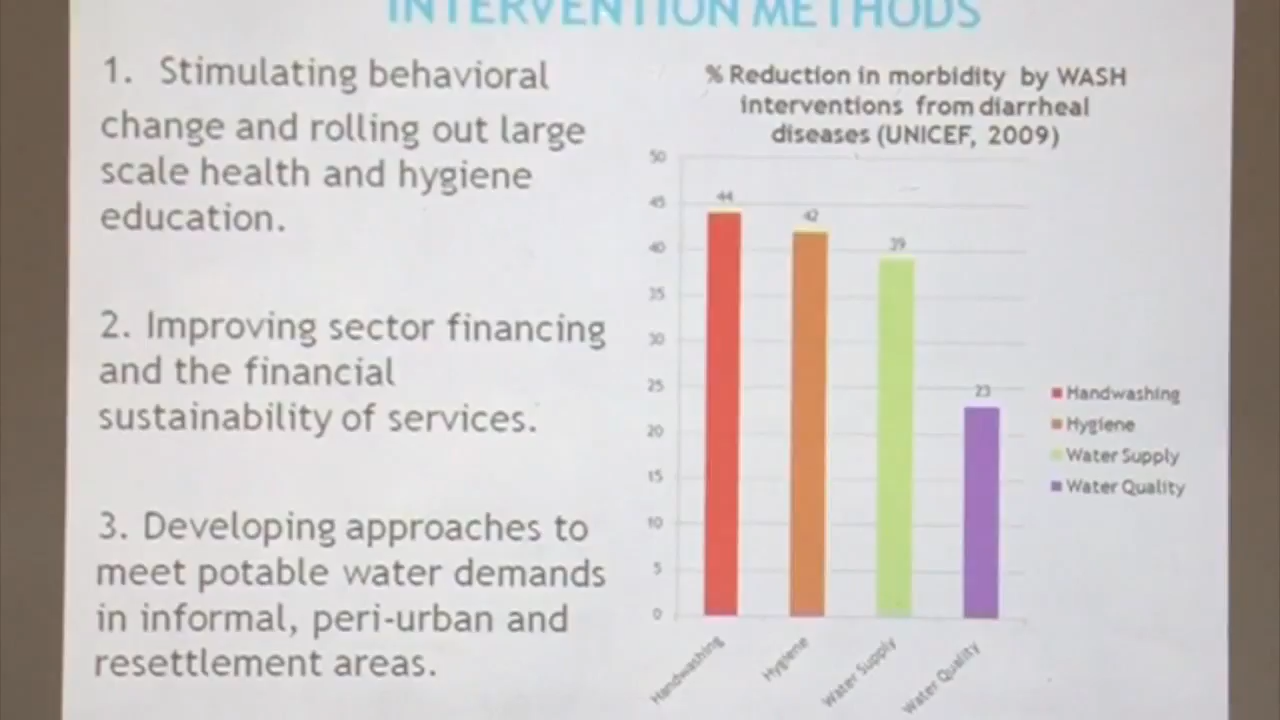 INTERVENTION METHODS
1. Stimulating behavioral
change and rolling out large
scale health and hygiene
education.
2. Improving sector financing
and the financial
sustainability of services.
3. Developing approaches to
meet potable water demands
in informal, peri-urban and
resettlement areas.
% Reduction in morbidity by WASH
interventions from diarrheal
diseases (UNICEF, 2009)
50
45
40
35
30
25
20
15
10
5
0
44
42
39
23
Handwashing
Hygiene
Water Supply
Water Quality
Handwashing
Hygiene
Water Supply
Water Quality